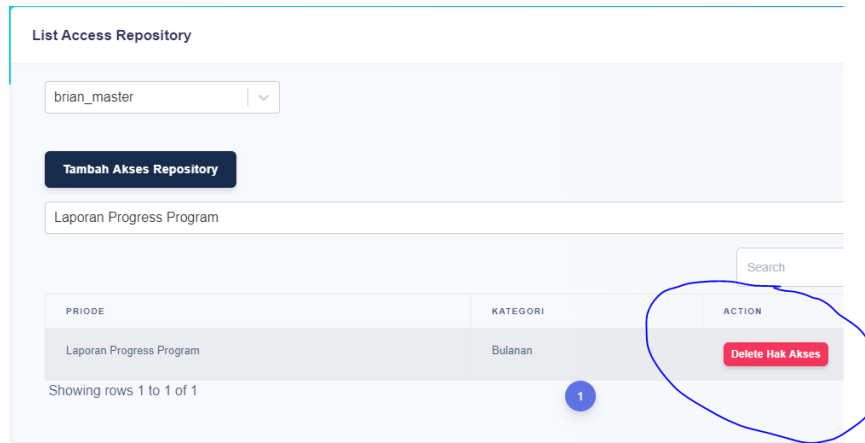 List Access Repository
brian_master
Tambah Akses Repository
Laporan Progress Program
Search
PRIODE KATEGORI ACTION
Laporan Progress Program Bulanan Delete Hak Akses
Showing rows 1 to 1 of 1
1